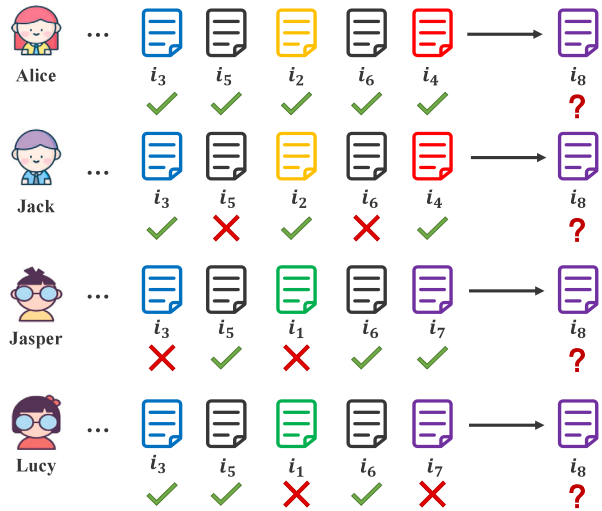 ... i₃ i₅ i₂ i₆ i₄ i₈
Alice
?
... i₃ i₅ i₂ i₆ i₄ i₈
Jack
?
... i₃ i₅ i₁ i₆ i₇ i₈
Jasper
?
... i₃ i₅ i₁ i₆ i₇ i₈
Lucy
?